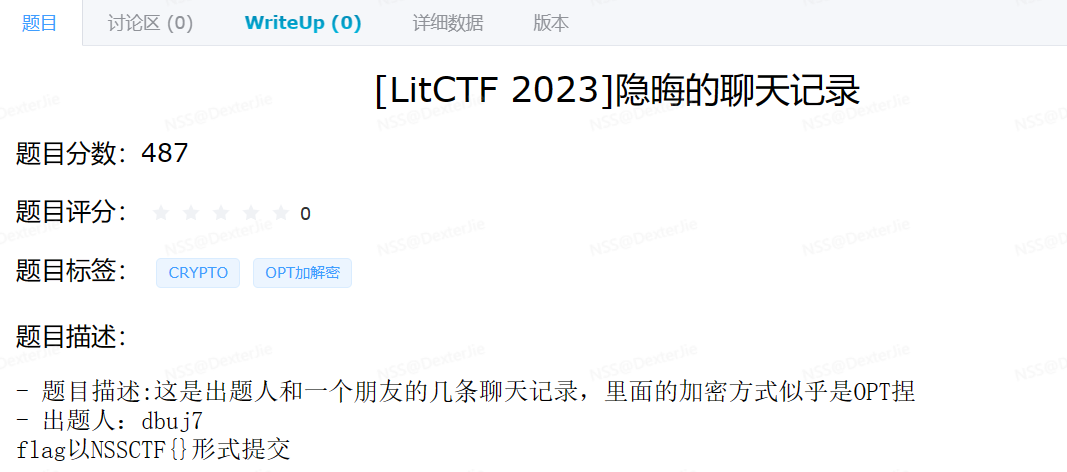 题目 讨论区 (0) WriteUp (0) 详细数据 版本
[LitCTF 2023]隐晦的聊天记录
题目分数：487
题目评分： 0
题目标签： CRYPTO OPT加解密
题目描述：
- 题目描述:这是出题人和一个朋友的几条聊天记录，里面的加密方式似乎是OPT捏
- 出题人：dbuj7
flag以NSSCTF{}形式提交
NSS@DexterJie